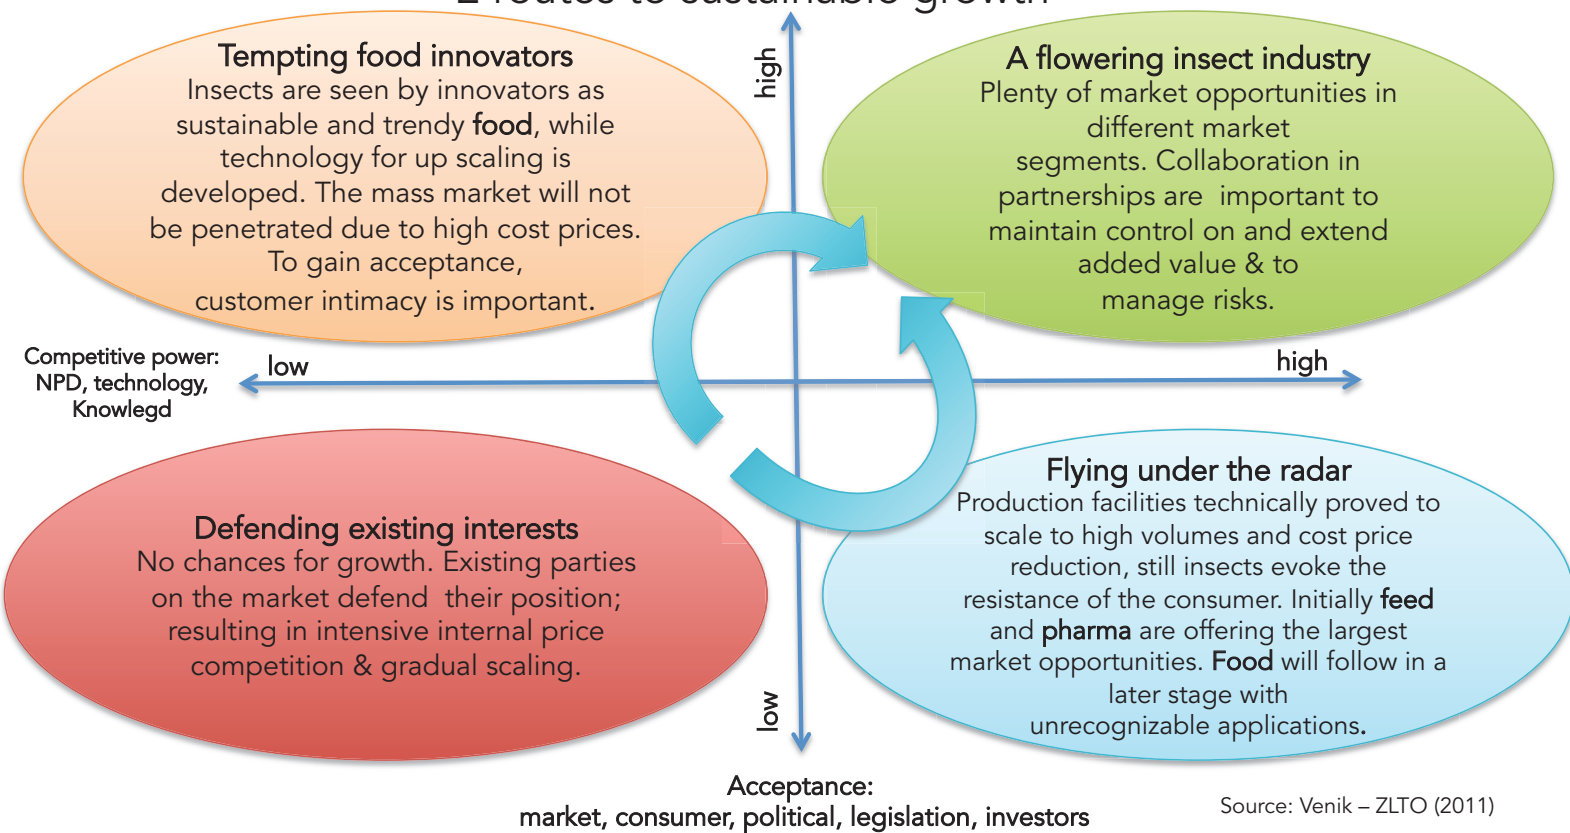 2 routes to sustainable growth
Tempting food innovators
Insects are seen by innovators as
sustainable and trendy food, while
technology for up scaling is
developed. The mass market will not
be penetrated due to high cost prices.
To gain acceptance,
customer intimacy is important.
high
A flowering insect industry
Plenty of market opportunities in
different market
segments. Collaboration in
partnerships are important to
maintain control on and extend
added value & to
manage risks.
Competitive power:
NPD, technology,
Knowlegd
low
high
Defending existing interests
No chances for growth. Existing parties
on the market defend their position;
resulting in intensive internal price
competition & gradual scaling.
Flying under the radar
Production facilities technically proved to
scale to high volumes and cost price
reduction, still insects evoke the
resistance of the consumer. Initially feed
and pharma are offering the largest
market opportunities. Food will follow in a
later stage with
unrecognizable applications.
low
Acceptance:
market, consumer, political, legislation, investors
Source: Venik – ZLTO (2011)